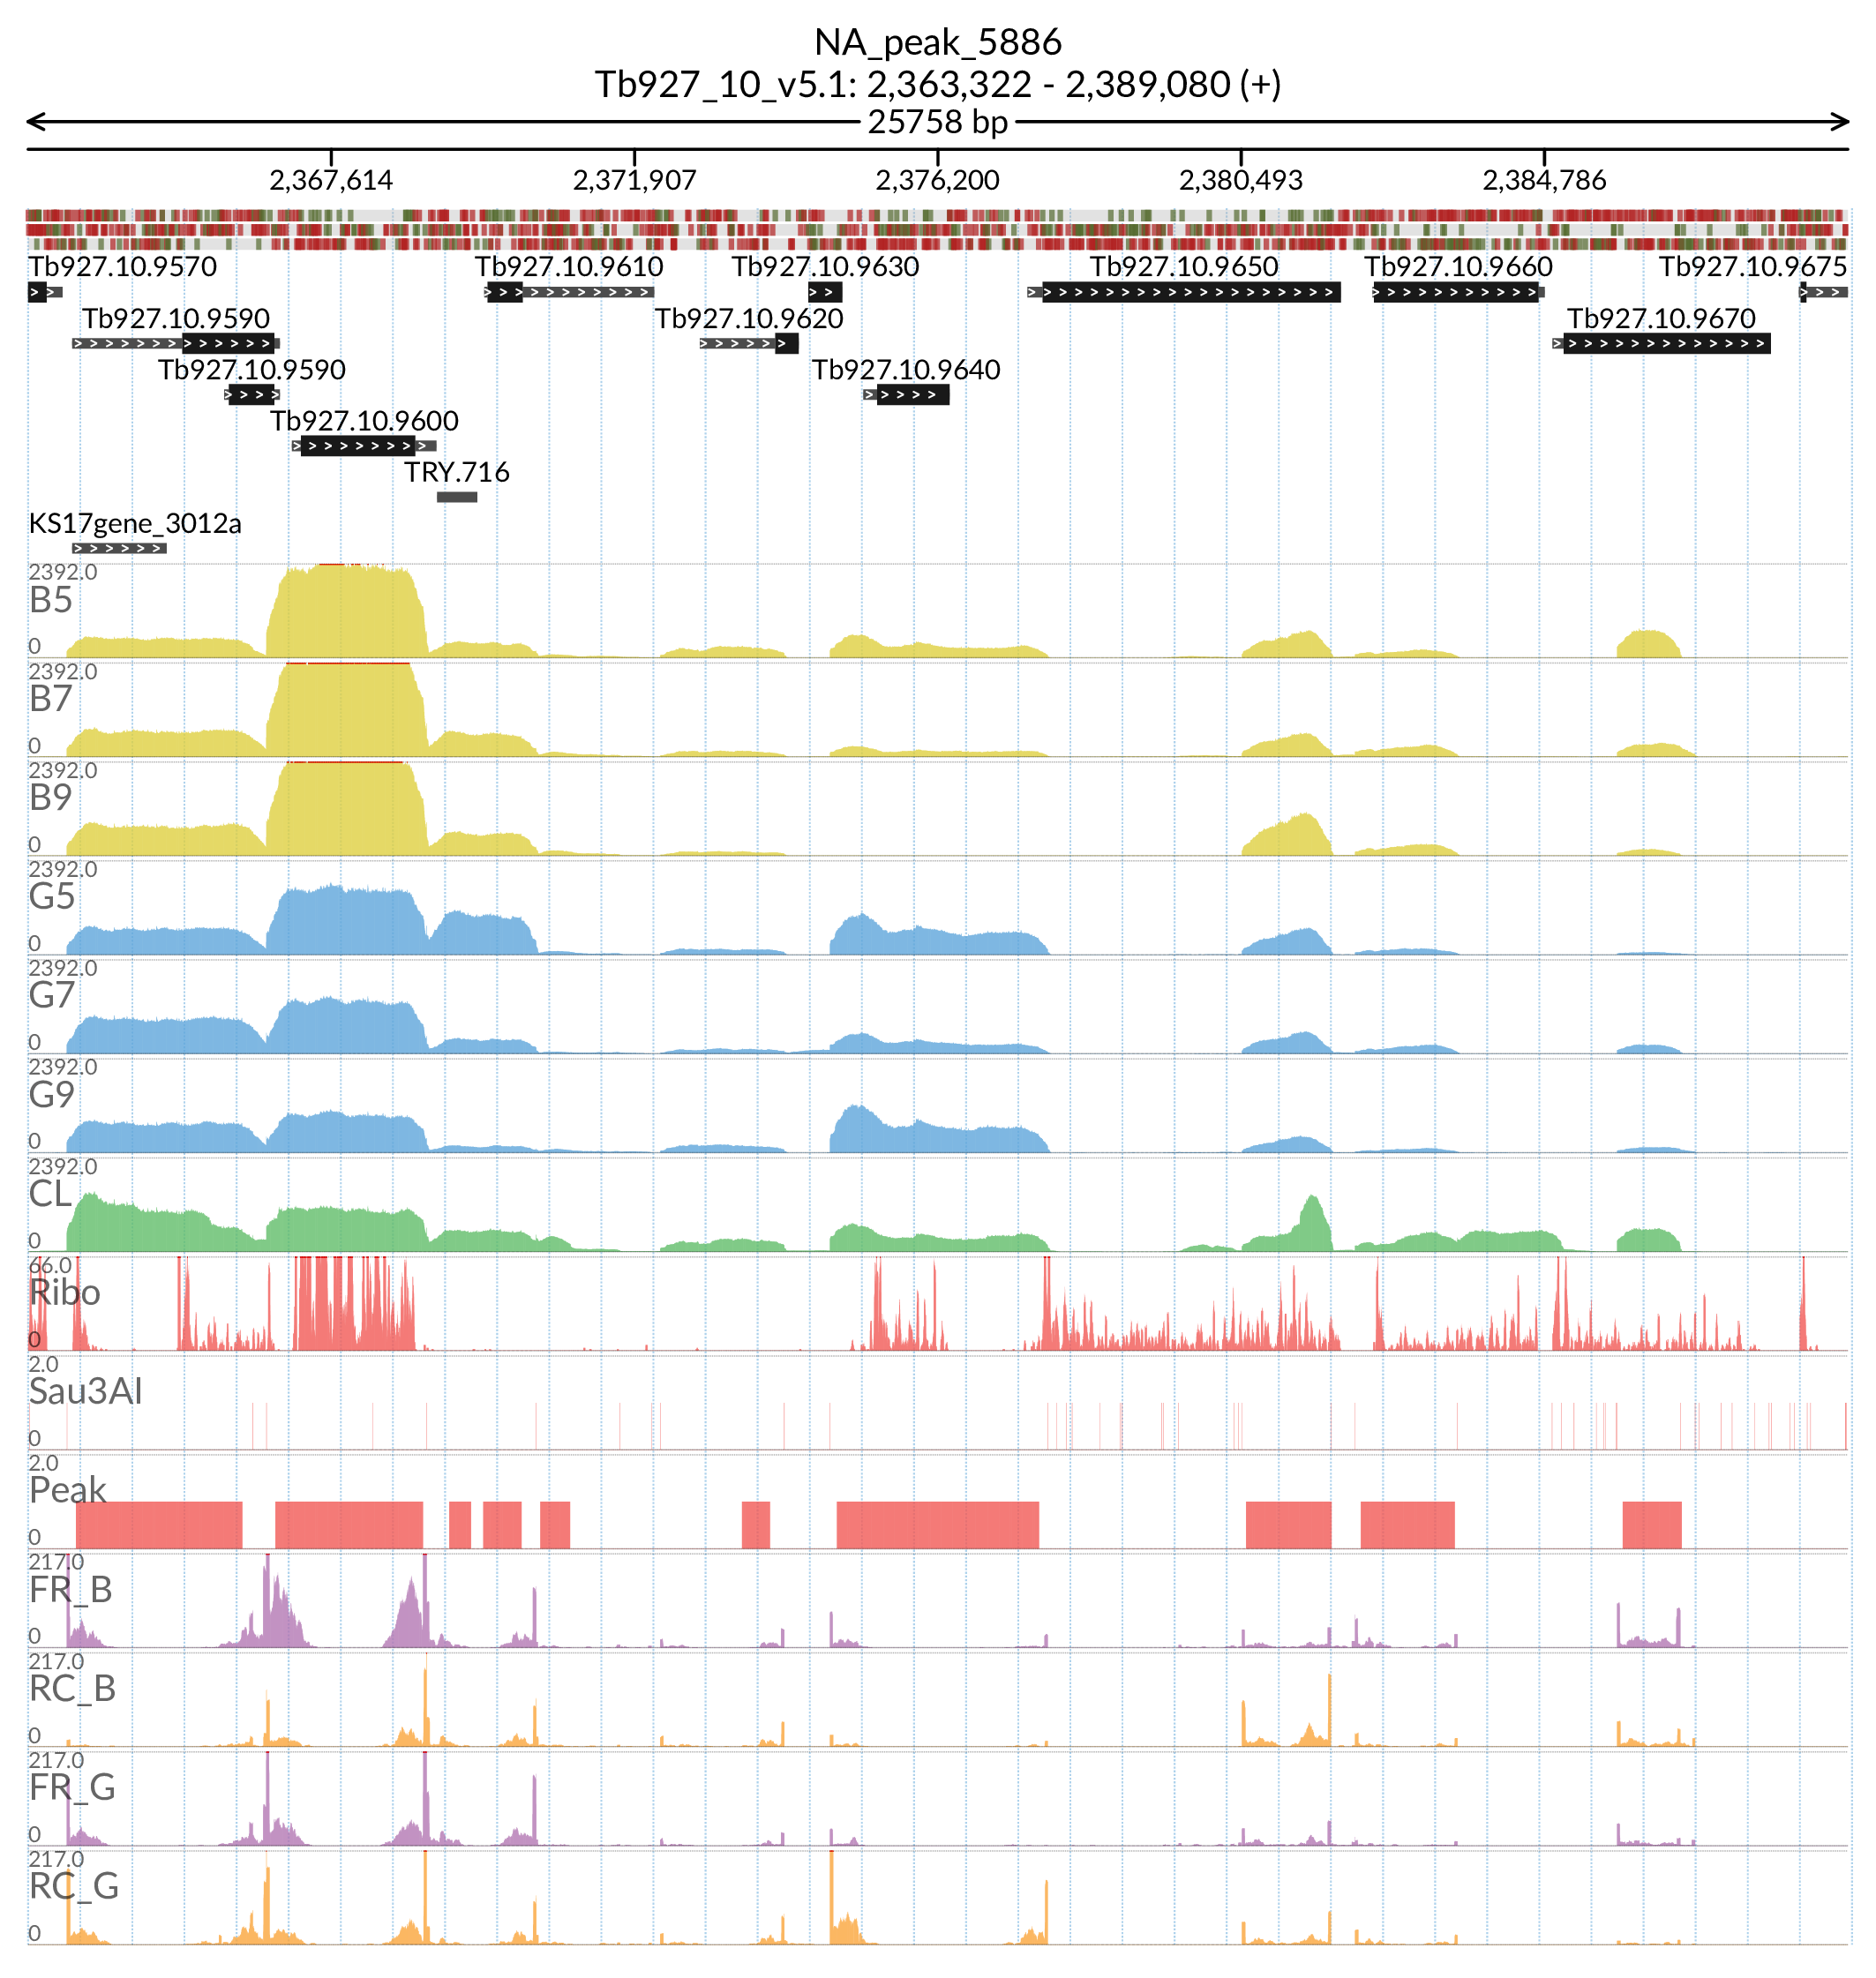 NA_peak_5886
Tb927_10_v5.1: 2,363,322 - 2,389,080 (+)
25758 bp
2,367,614 2,371,907 2,376,200 2,380,493 2,384,786
Tb927.10.9570 Tb927.10.9610 Tb927.10.9630 Tb927.10.9650 Tb927.10.9660 Tb927.10.9675
Tb927.10.9590 Tb927.10.9620 Tb927.10.9670
Tb927.10.9590 Tb927.10.9640
Tb927.10.9600
TRY.716
KS17gene_3012a
2392.0
B5
0
2392.0
B7
0
2392.0
B9
0
2392.0
G5
0
2392.0
G7
0
2392.0
G9
0
2392.0
CL
0
66.0
Ribo
0
2.0
Sau3AI
0
2.0
Peak
0
217.0
FR_B
0
217.0
RC_B
0
217.0
FR_G
0
217.0
RC_G
0